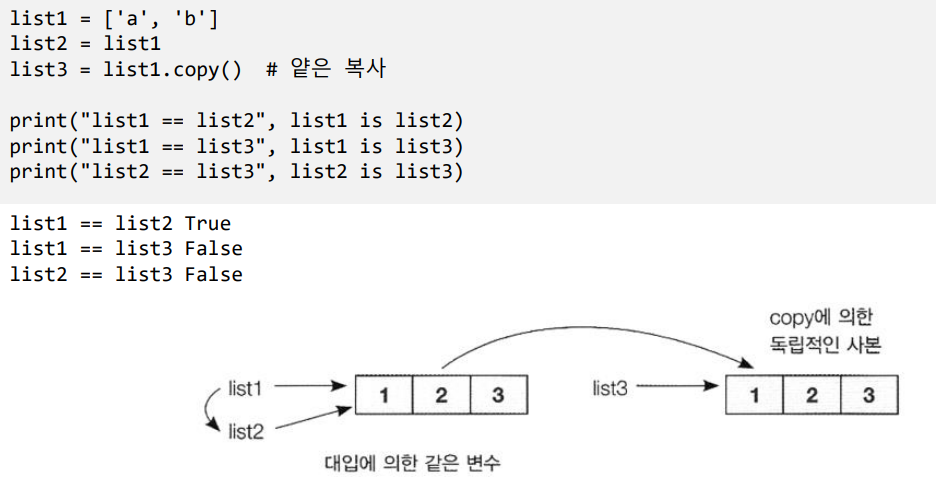 list1 = ['a', 'b']
list2 = list1
list3 = list1.copy()  # 얕은 복사
print("list1 == list2", list1 is list2)
print("list1 == list3", list1 is list3)
print("list2 == list3", list2 is list3)
list1 == list2 True
list1 == list3 False
list2 == list3 False
copy에 의한
독립적인 사본
list1
1 2 3
list3
1 2 3
list2
대입에 의한 같은 변수